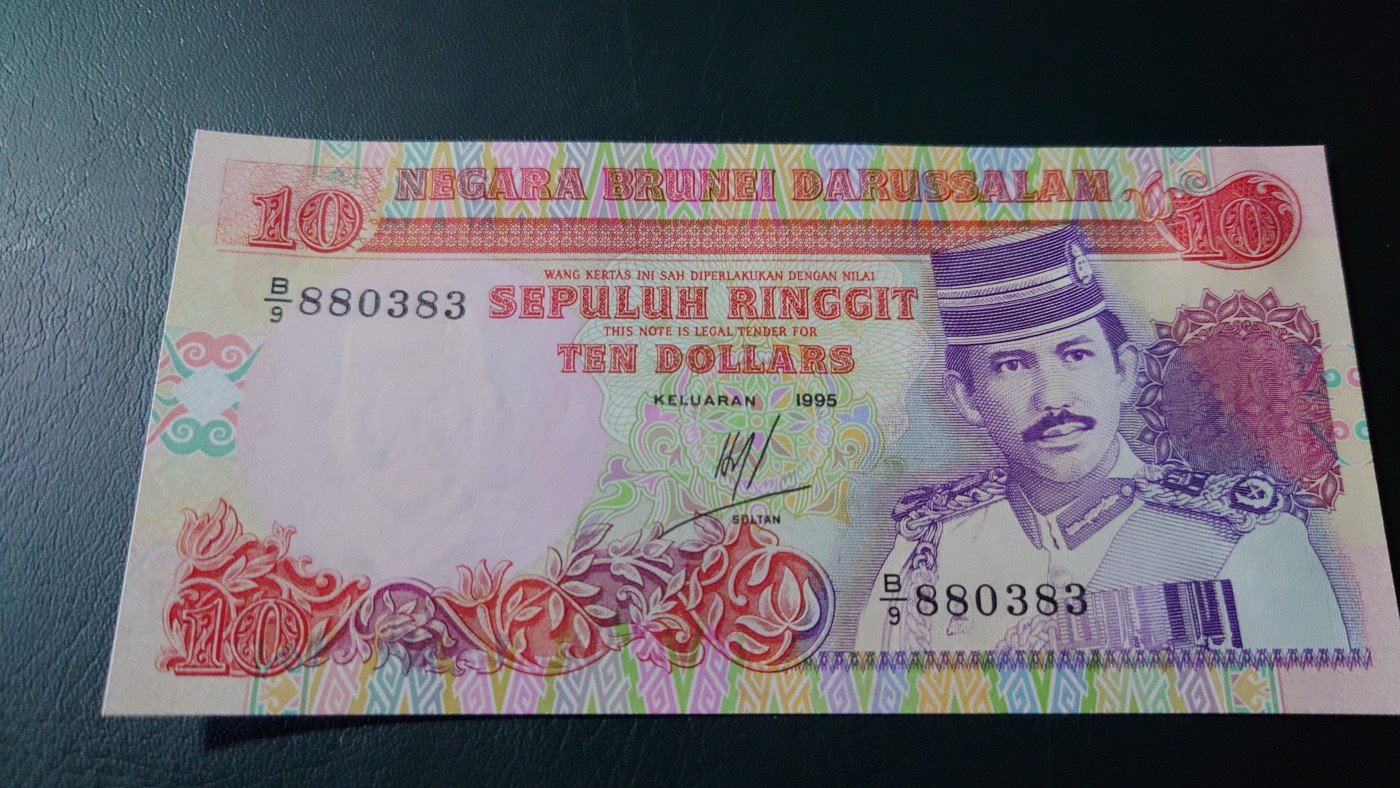 10 NEGARA BRUNEI DARUSSALAM 10
WANG KERTAS INI SAH DIPERLAKUKAN DENGAN NILAI
B/9 880383
SEPULUH RINGGIT
THIS NOTE IS LEGAL TENDER FOR
TEN DOLLARS
KELUARAN 1995
SULTAN
B/9 880383
10